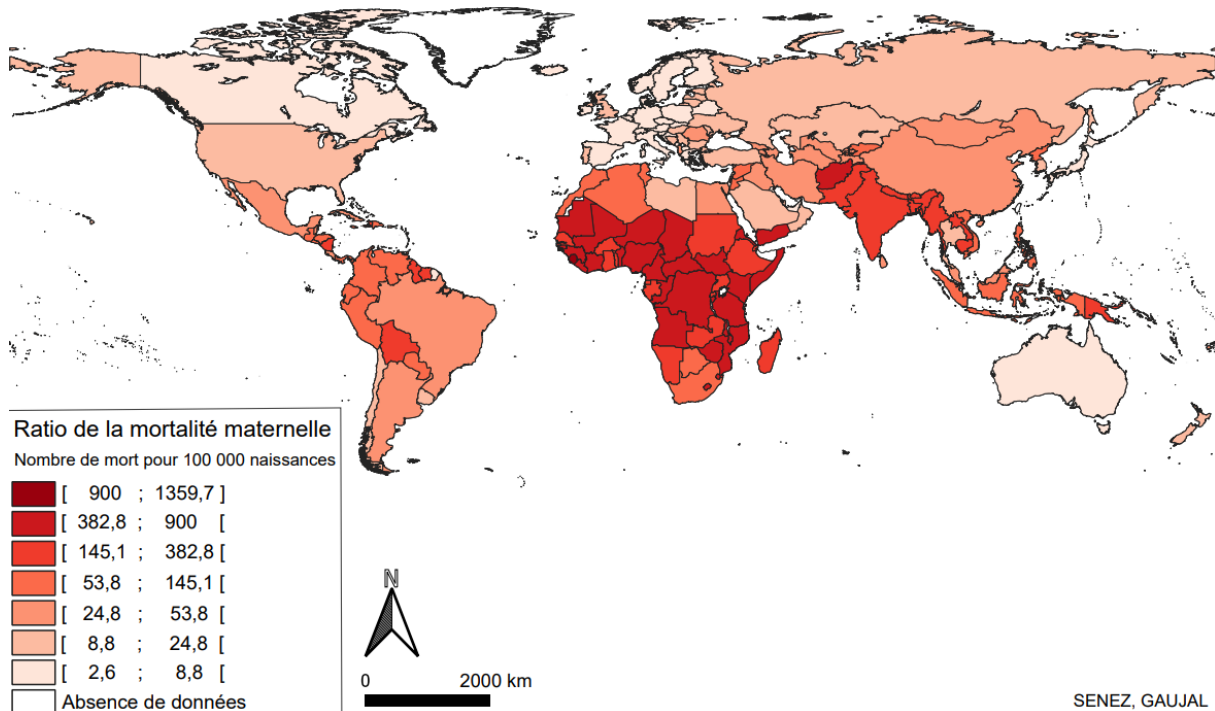 Ratio de la mortalité maternelle
Nombre de mort pour 100 000 naissances
[ 900 ; 1359,7 ]
[ 382,8 ; 900 [
[ 145,1 ; 382,8 [
[ 53,8 ; 145,1 [
[ 24,8 ; 53,8 [
[ 8,8 ; 24,8 [
[ 2,6 ; 8,8 [
Absence de données
N
0 2000 km
SENEZ, GAUJAL